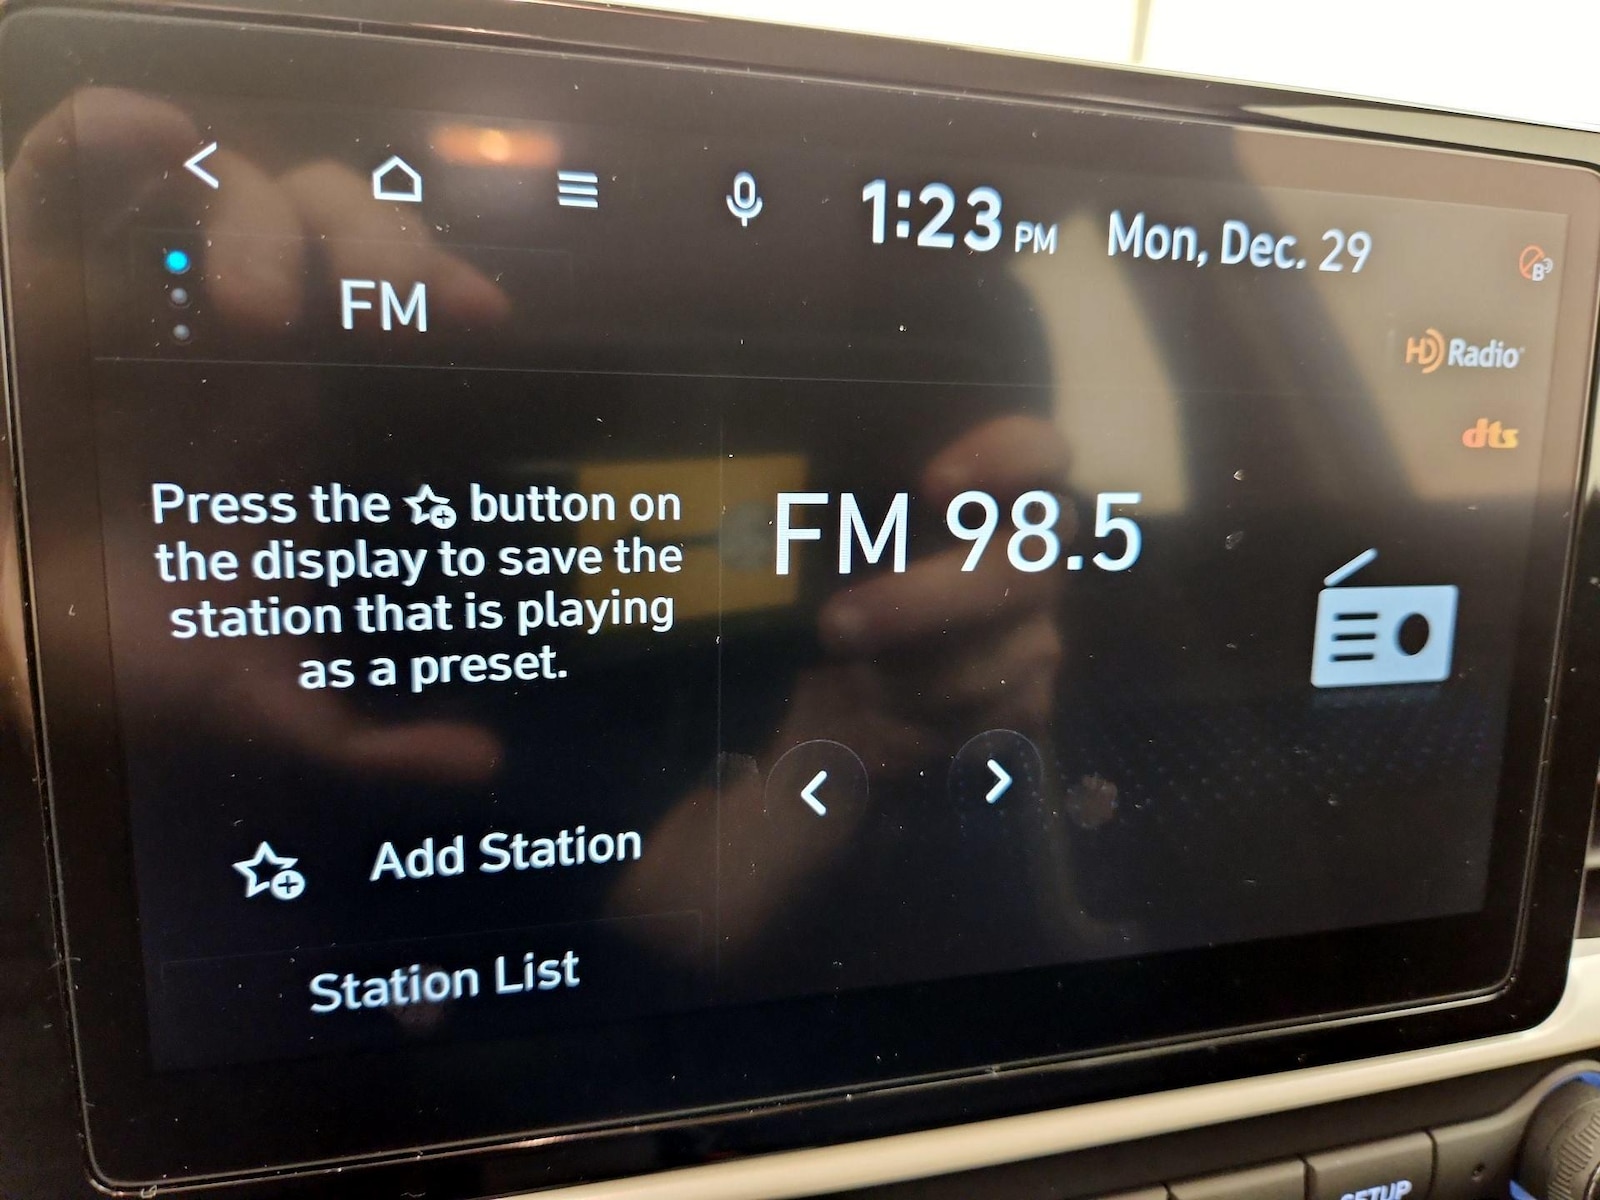 1:23 PM Mon, Dec. 29
B
FM
HD Radio
dts
Press the button on
the display to save the
station that is playing
as a preset.
FM 98.5
Add Station
Station List
SETUP